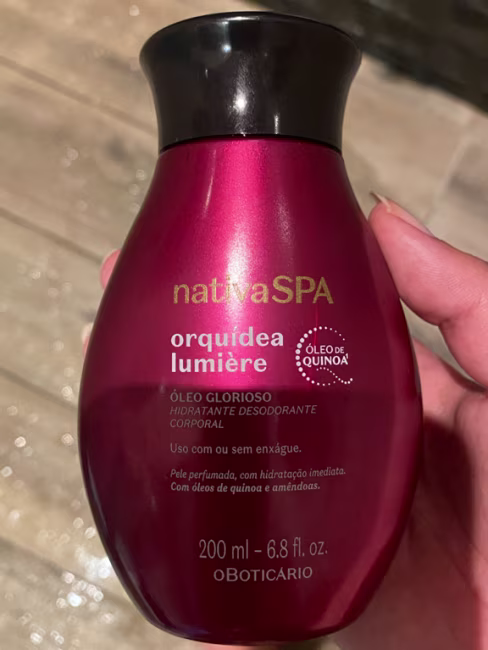 nativaSPA
orquídea
lumière
ÓLEO DE
QUINOA
ÓLEO GLORIOSO
HIDRATANTE DESODORANTE
CORPORAL
Uso com ou sem enxágue.
Pele perfumada, com hidratação imediata.
Com óleos de quinoa e amêndoas.
200 ml – 6.8 fl. oz.
OBOTICÁRIO